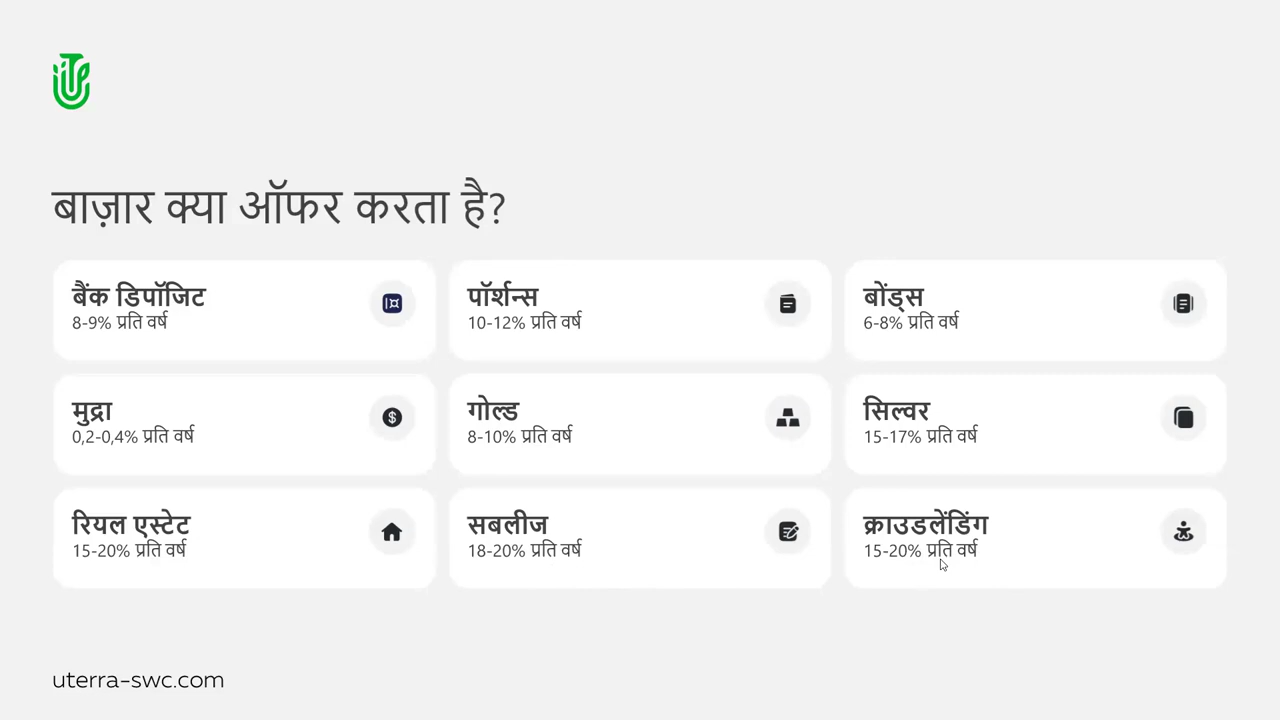 बाज़ार क्या ऑफर करता है?
बैंक डिपॉजिट
8-9% प्रति वर्ष
पॉर्शन्स
10-12% प्रति वर्ष
बोंड्स
6-8% प्रति वर्ष
मुद्रा
0,2-0,4% प्रति वर्ष
गोल्ड
8-10% प्रति वर्ष
सिल्वर
15-17% प्रति वर्ष
रियल एस्टेट
15-20% प्रति वर्ष
सबलीज
18-20% प्रति वर्ष
क्राउडलेंडिंग
15-20% प्रति वर्ष
uterra-swc.com